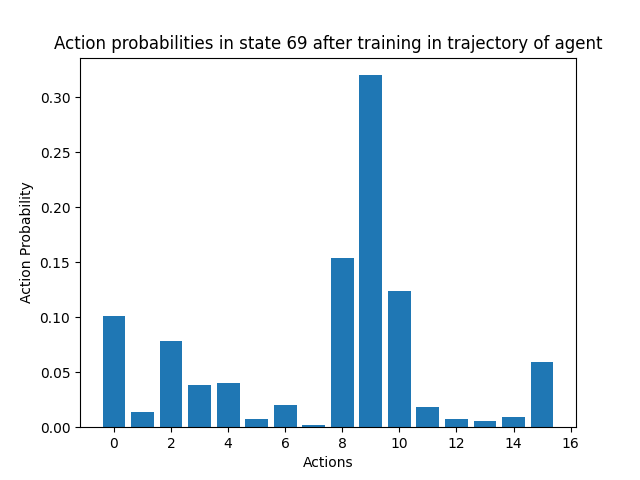 Action probabilities in state 69 after training in trajectory of agent
0.30
0.25
0.20
0.15
0.10
0.05
0.00
Action Probability
0 2 4 6 8 10 12 14 16
Actions